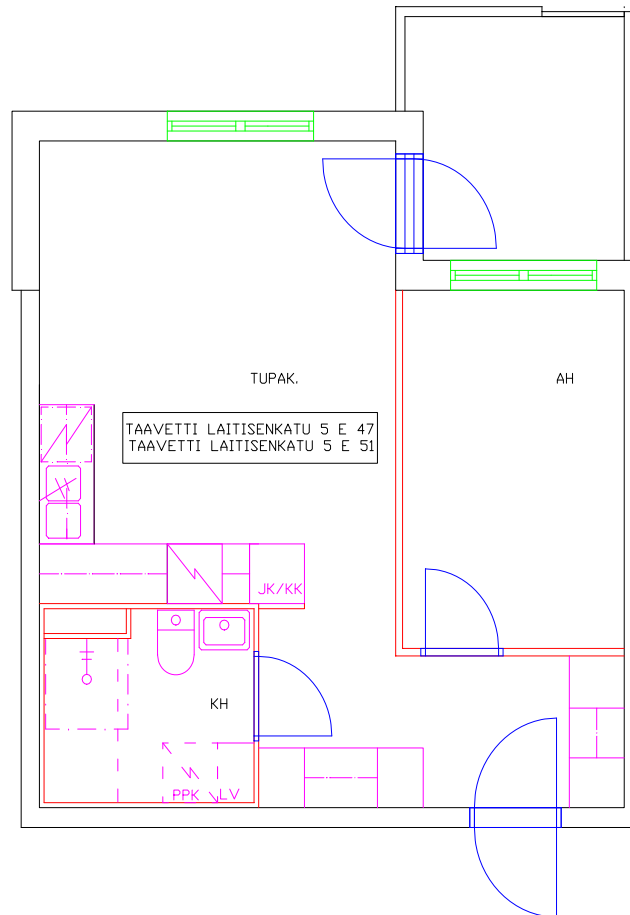 TUPAK.
AH
TAAVETTI LAITISENKATU 5 E 47
TAAVETTI LAITISENKATU 5 E 51
JK/KK
KH
PPK LV